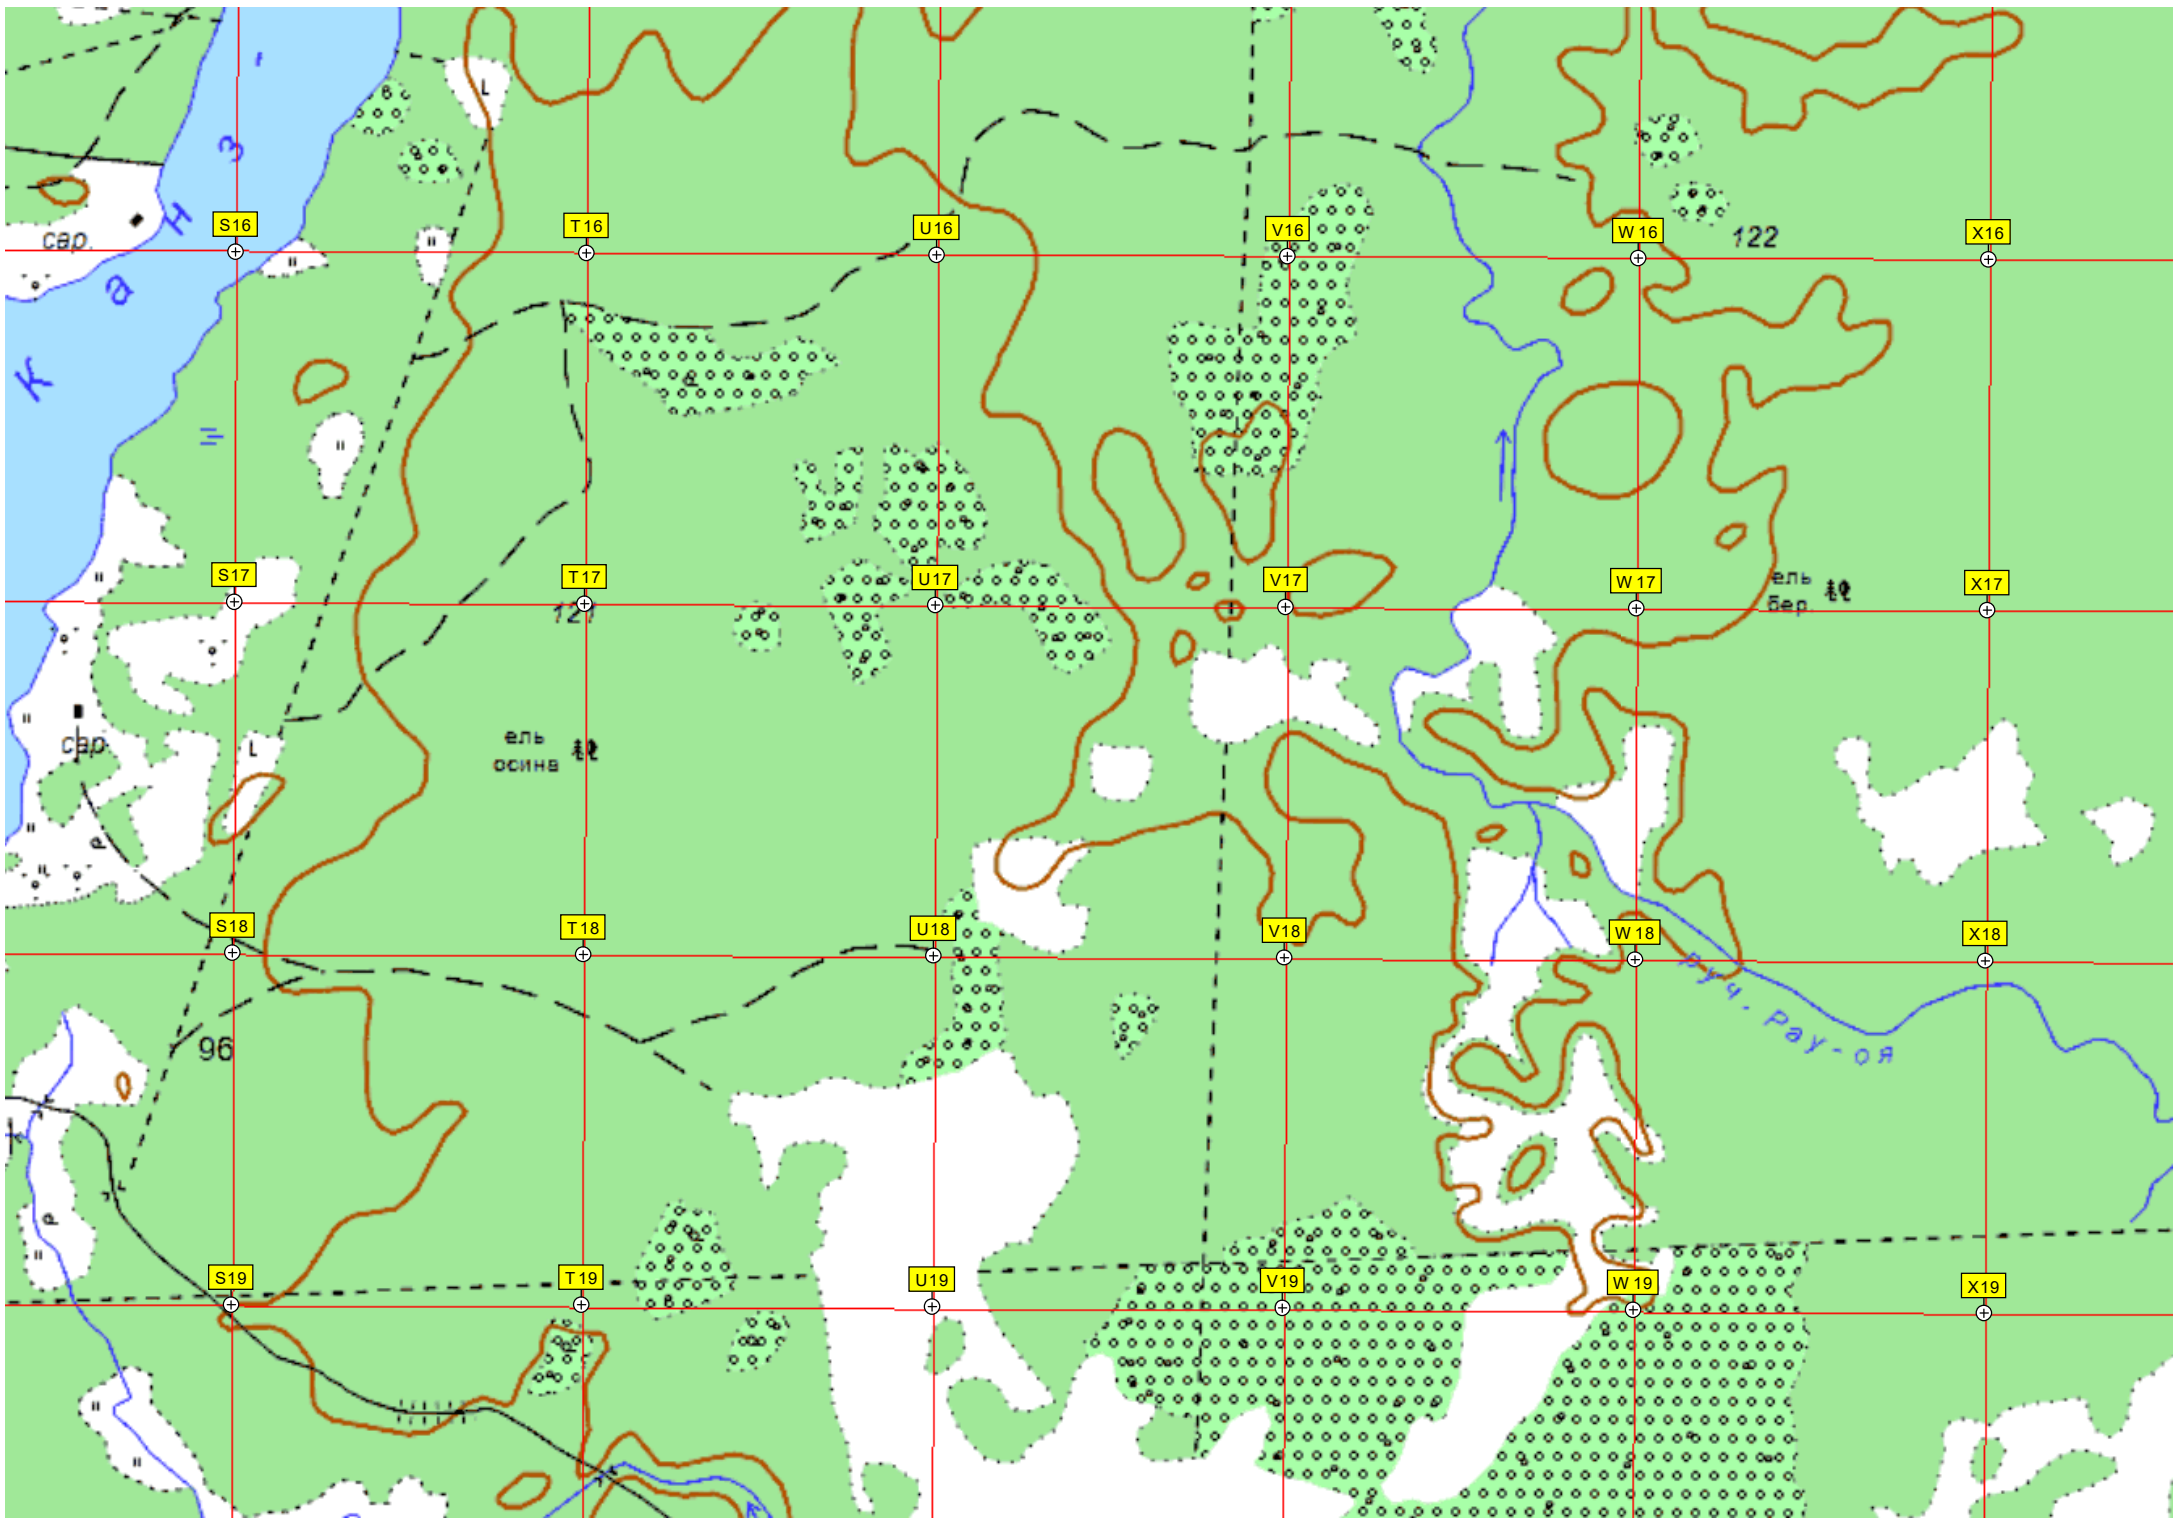 Канз-
L
S16
T16
U16
V16
W16
X16
сар.
122
S17
T17
U17
V17
W17
X17
121
ель
бер.
L
сар.
ель
осина
Р
S18
T18
U18
V18
W18
X18
руч. Рау-оя
96
Р
S19
T19
U19
V19
W19
X19